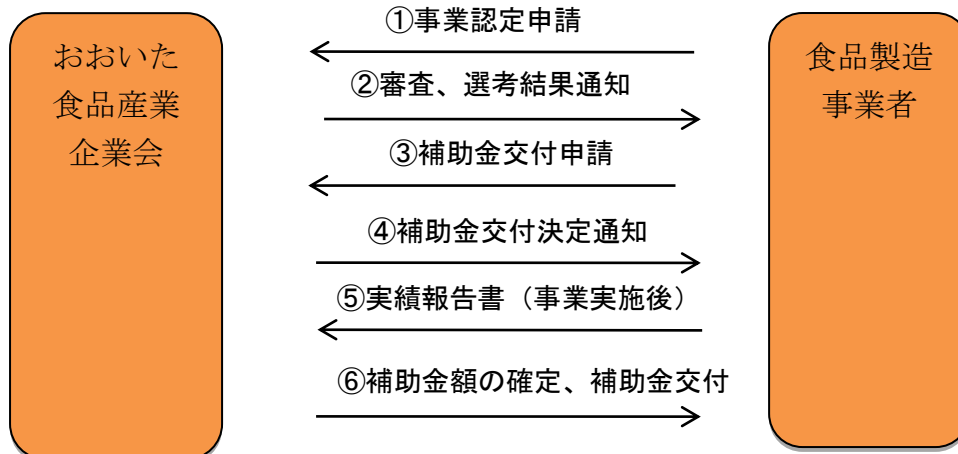 おおいた
食品産業
企業会
①事業認定申請
②審査、選考結果通知
③補助金交付申請
④補助金交付決定通知
⑤実績報告書（事業実施後）
⑥補助金額の確定、補助金交付
食品製造
事業者